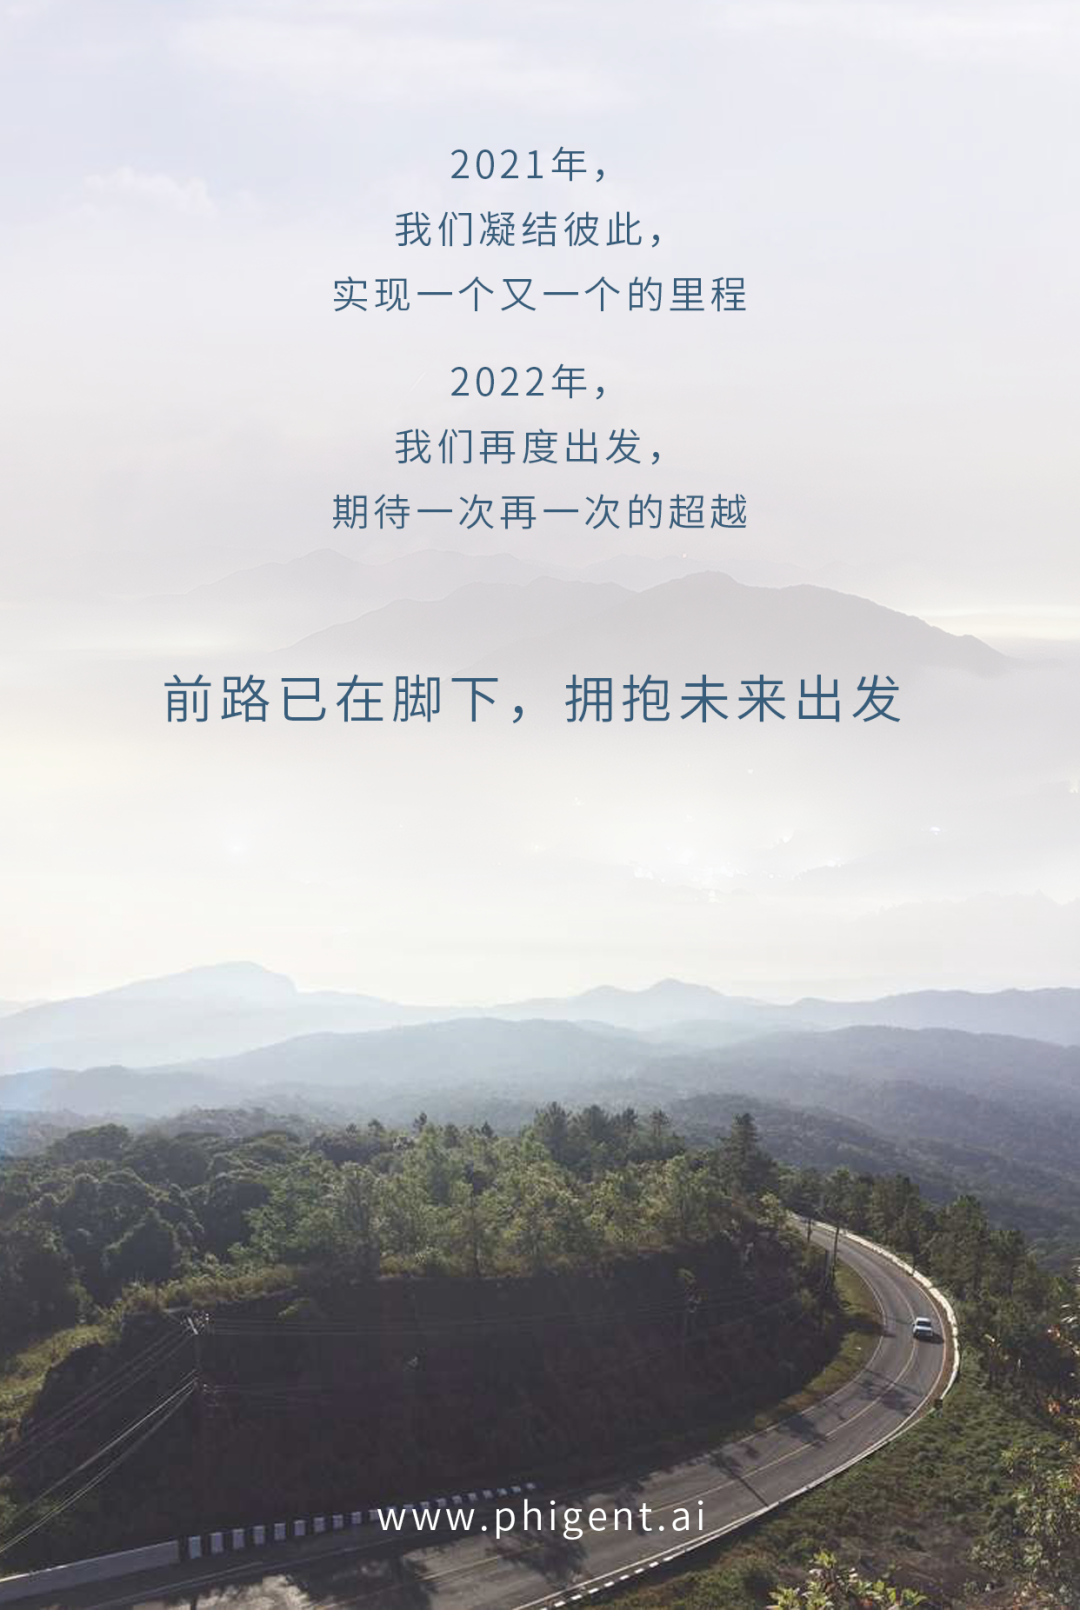 2021年，
我们凝结彼此，
实现一个又一个的里程
2022年，
我们再度出发，
期待一次再一次的超越
前路已在脚下，拥抱未来出发
www.phigent.ai